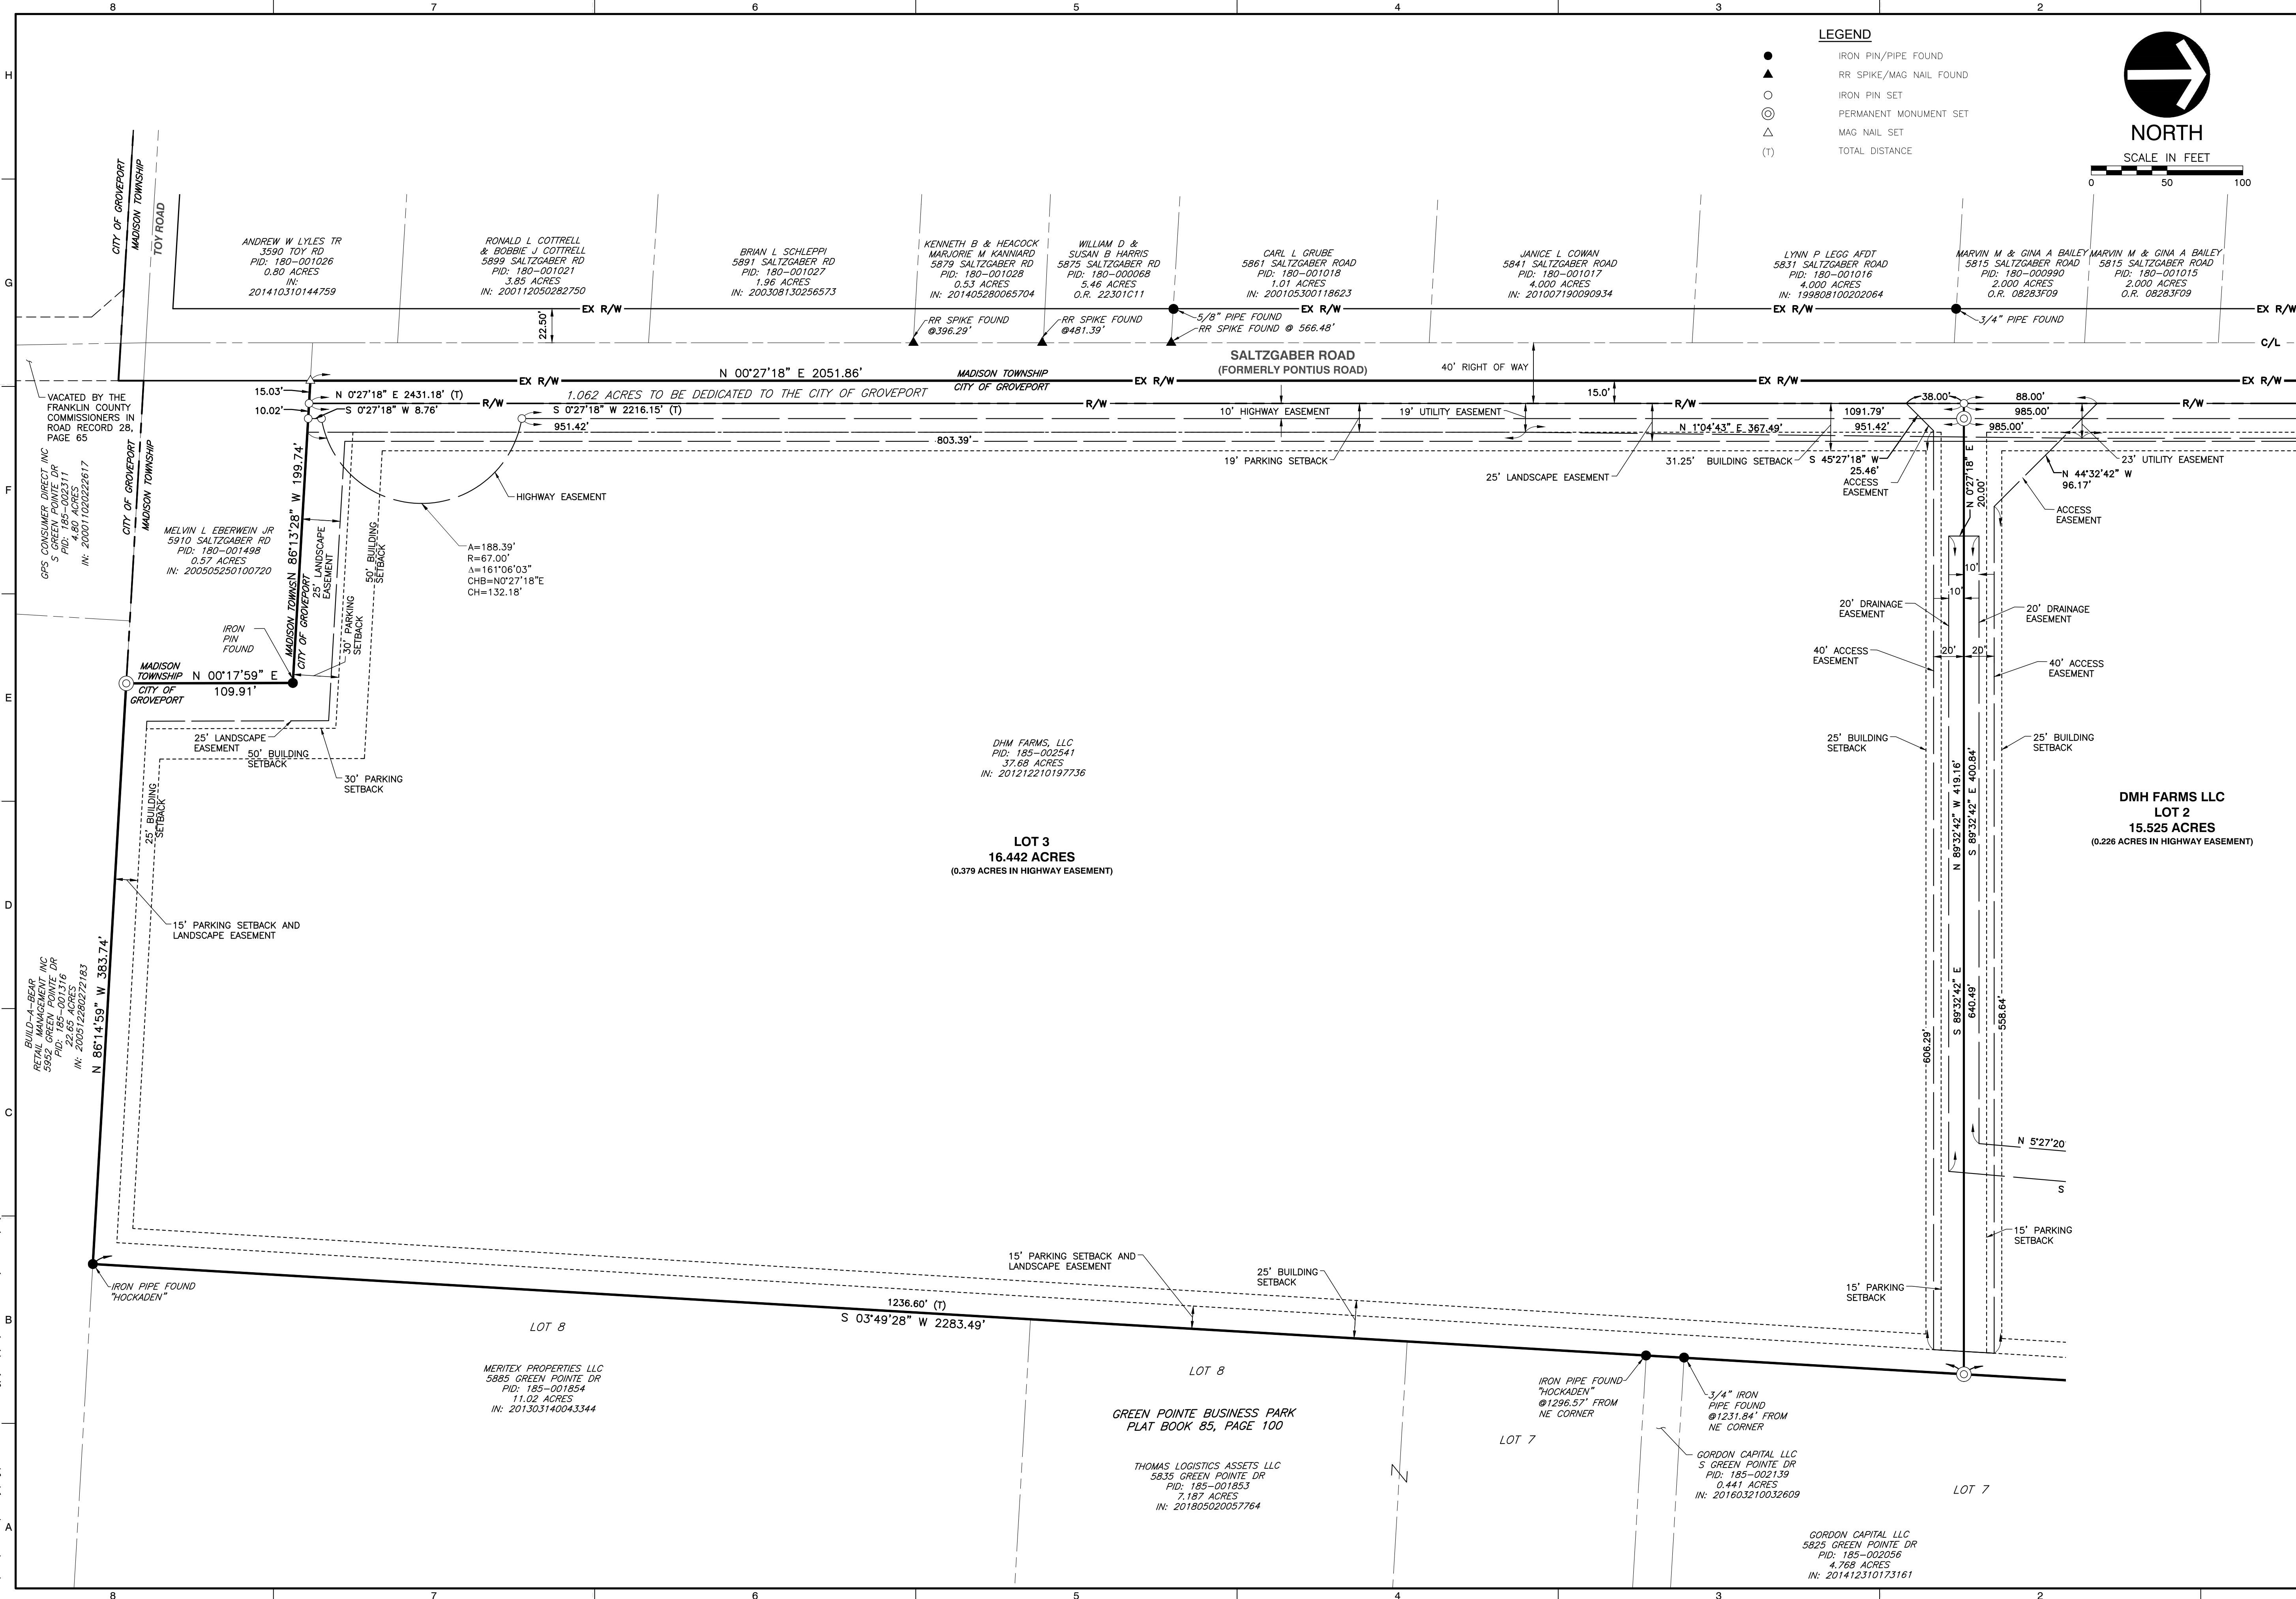 8 7 6 5 4 3 2
H
G
F
E
D
C
B
A
LEGEND
IRON PIN/PIPE FOUND
RR SPIKE/MAG NAIL FOUND
IRON PIN SET
PERMANENT MONUMENT SET
MAG NAIL SET
(T) TOTAL DISTANCE
NORTH
SCALE IN FEET
0 50 100
CITY OF GROVEPORT
MADISON TOWNSHIP
TOY ROAD
ANDREW W LYLES TR
3590 TOY RD
PID: 180-001026
0.80 ACRES
IN:
201410310144759
RONALD L COTTRELL
& BOBBIE J COTTRELL
5899 SALTZGABER RD
PID: 180-001021
3.85 ACRES
IN: 200112050282750
BRIAN L SCHLEPPI
5891 SALTZGABER RD
PID: 180-001027
1.96 ACRES
IN: 200308130256573
KENNETH B & HEACOCK
MARJORIE M KANNIARD
5879 SALTZGABER RD
PID: 180-001028
0.53 ACRES
IN: 201405280065704
WILLIAM D &
SUSAN B HARRIS
5875 SALTZGABER RD
PID: 180-000068
5.46 ACRES
O.R. 22301C11
CARL L GRUBE
5861 SALTZGABER ROAD
PID: 180-001018
1.01 ACRES
IN: 200105300118623
JANICE L COWAN
5841 SALTZGABER ROAD
PID: 180-001017
4.000 ACRES
IN: 201007190090934
LYNN P LEGG AFDT
5831 SALTZGABER ROAD
PID: 180-001016
4.000 ACRES
IN: 199808100202064
MARVIN M & GINA A BAILEY
5815 SALTZGABER ROAD
PID: 180-000990
2.000 ACRES
O.R. 08283F09
MARVIN M & GINA A BAILEY
5815 SALTZGABER ROAD
PID: 180-001015
2.000 ACRES
O.R. 08283F09
EX R/W EX R/W EX R/W EX R/W
22.50'
RR SPIKE FOUND
@396.29'
RR SPIKE FOUND
@481.39'
5/8" PIPE FOUND
RR SPIKE FOUND @ 566.48'
3/4" PIPE FOUND
C/L
SALTZGABER ROAD
(FORMERLY PONTIUS ROAD)
40' RIGHT OF WAY
N 00°27'18" E 2051.86'
MADISON TOWNSHIP
CITY OF GROVEPORT
EX R/W EX R/W EX R/W EX R/W
15.03'
N 0°27'18" E 2431.18' (T)
R/W R/W R/W R/W
1.062 ACRES TO BE DEDICATED TO THE CITY OF GROVEPORT
15.0'
10.02'
S 0°27'18" W 8.76'
S 0°27'18" W 2216.15' (T)
951.42'
803.39'
10' HIGHWAY EASEMENT
19' UTILITY EASEMENT
N 1°04'43" E 367.49'
1091.79'
951.42'
38.00'
88.00'
985.00'
985.00'
19' PARKING SETBACK
25' LANDSCAPE EASEMENT
31.25' BUILDING SETBACK
S 45°27'18" W
25.46'
ACCESS
EASEMENT
N 0°27'18" E
20.00'
23' UTILITY EASEMENT
N 44°32'42" W
96.17'
ACCESS
EASEMENT
VACATED BY THE
FRANKLIN COUNTY
COMMISSIONERS IN
ROAD RECORD 28,
PAGE 65
GPS CONSUMER DIRECT INC
S GREEN POINTE DR
PID: 185-002311
4.80 ACRES
IN: 200011020222617
CITY OF GROVEPORT
MADISON TOWNSHIP
MELVIN L EBERWEIN JR
5910 SALTZGABER RD
PID: 180-001498
0.57 ACRES
IN: 200505250100720
N 86°13'28" W 199.74'
MADISON TOWNS
CITY OF GROVEPORT
25' LANDSCAPE
EASEMENT
50' BUILDING
SETBACK
30' PARKING
SETBACK
HIGHWAY EASEMENT
A=188.39'
R=67.00'
Δ=161°06'03"
CHB=N0°27'18"E
CH=132.18'
IRON
PIN
FOUND
MADISON
TOWNSHIP
N 00°17'59" E
CITY OF
GROVEPORT
109.91'
25' LANDSCAPE
EASEMENT
50' BUILDING
SETBACK
30' PARKING
SETBACK
25' BUILDING
SETBACK
15' PARKING SETBACK AND
LANDSCAPE EASEMENT
BUILD-A-BEAR
RETAIL MANAGEMENT INC
5952 GREEN POINTE DR
PID: 185-001316
22.65 ACRES
IN: 200512280272183
N 86°14'59" W 383.74'
DHM FARMS, LLC
PID: 185-002541
37.68 ACRES
IN: 201212210197736
LOT 3
16.442 ACRES
(0.379 ACRES IN HIGHWAY EASEMENT)
10'
10'
20' DRAINAGE
EASEMENT
20' DRAINAGE
EASEMENT
20'
20'
40' ACCESS
EASEMENT
40' ACCESS
EASEMENT
25' BUILDING
SETBACK
25' BUILDING
SETBACK
N 89°32'42" W 419.16'
S 89°32'42" E 400.84'
DMH FARMS LLC
LOT 2
15.525 ACRES
(0.226 ACRES IN HIGHWAY EASEMENT)
S 89°32'42" E
640.49'
606.29'
558.64'
N 5°27'20
S
15' PARKING
SETBACK
15' PARKING
SETBACK
IRON PIPE FOUND
"HOCKADEN"
15' PARKING SETBACK AND
LANDSCAPE EASEMENT
25' BUILDING
SETBACK
1236.60' (T)
S 03°49'28" W 2283.49'
LOT 8
MERITEX PROPERTIES LLC
5885 GREEN POINTE DR
PID: 185-001854
11.02 ACRES
IN: 201303140043344
LOT 8
GREEN POINTE BUSINESS PARK
PLAT BOOK 85, PAGE 100
THOMAS LOGISTICS ASSETS LLC
5835 GREEN POINTE DR
PID: 185-001853
7.187 ACRES
IN: 201805020057764
IRON PIPE FOUND
"HOCKADEN"
@1296.57' FROM
NE CORNER
3/4" IRON
PIPE FOUND
@1231.84' FROM
NE CORNER
LOT 7
GORDON CAPITAL LLC
S GREEN POINTE DR
PID: 185-002139
0.441 ACRES
IN: 201603210032609
LOT 7
GORDON CAPITAL LLC
5825 GREEN POINTE DR
PID: 185-002056
4.768 ACRES
IN: 201412310173161
8 7 6 5 4 3 2